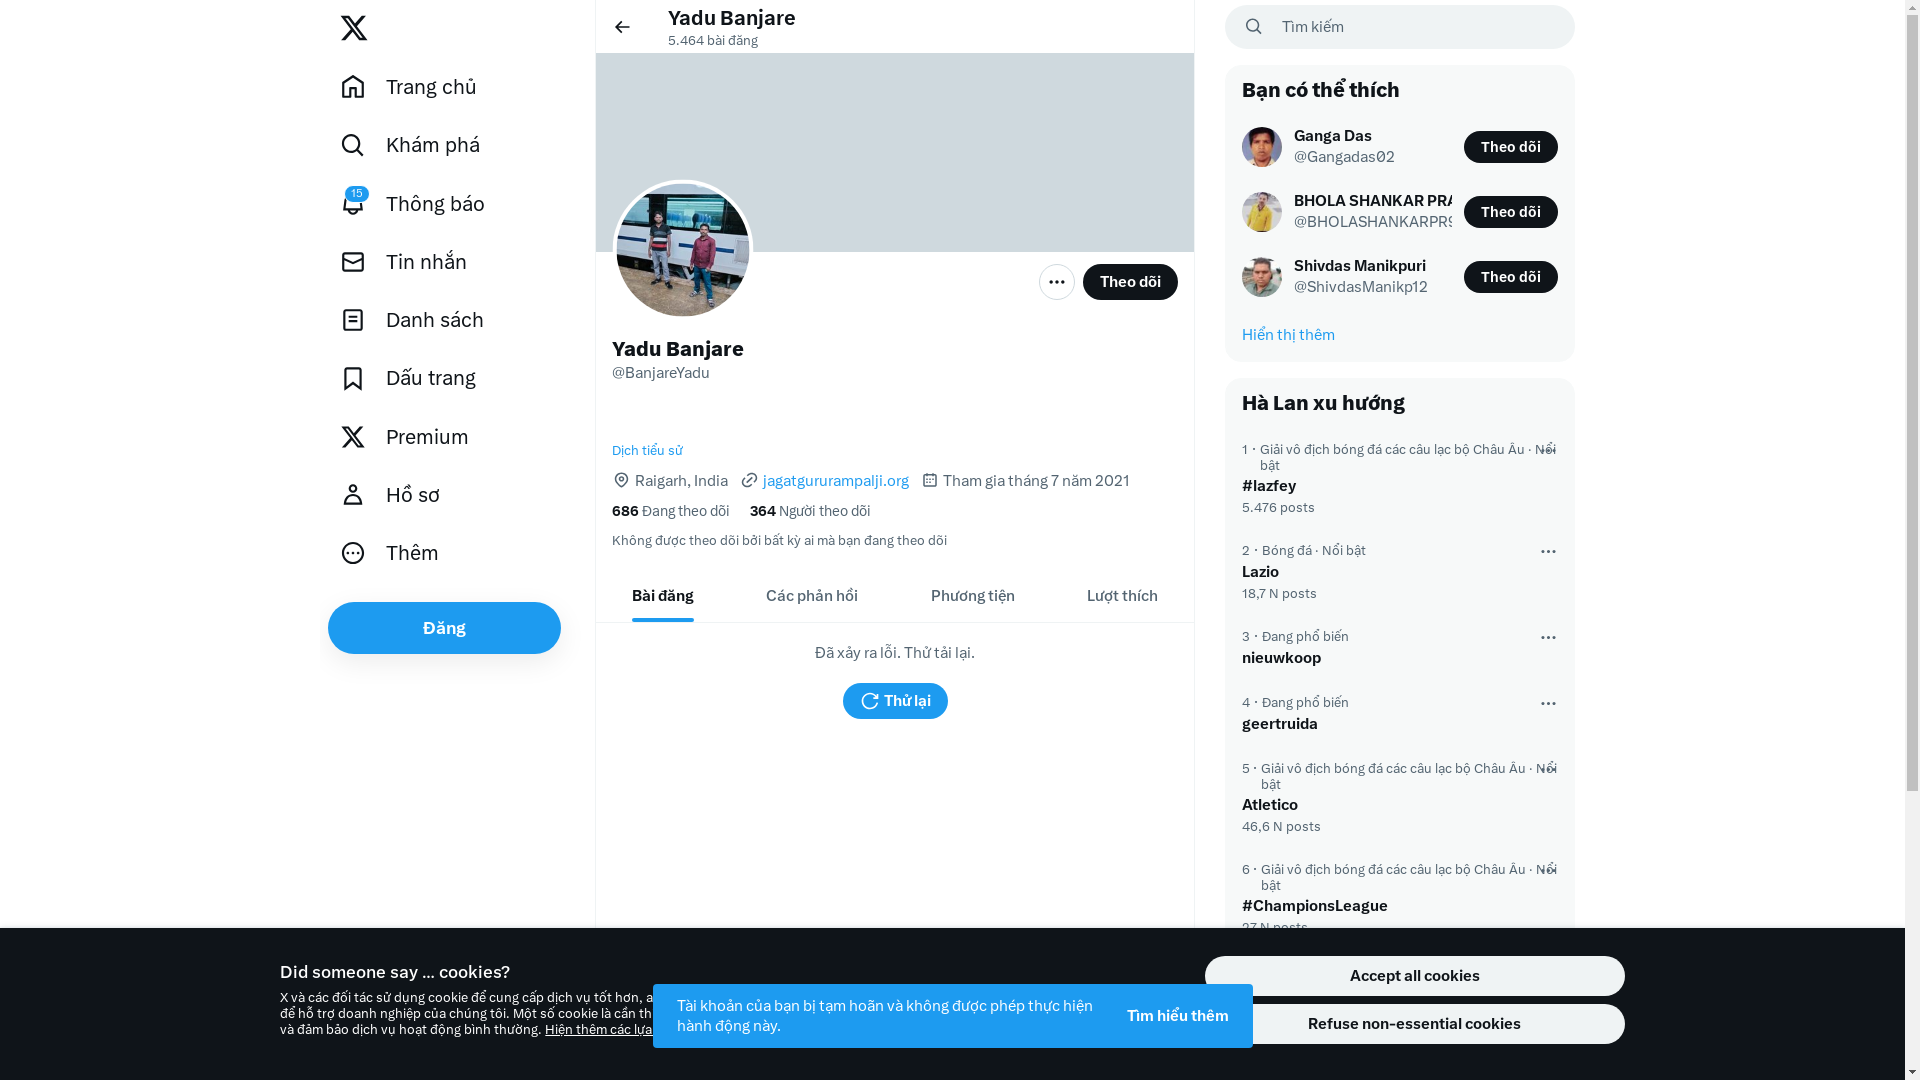 Trang chủ
Khám phá
15
Thông báo
Tin nhắn
Danh sách
Dấu trang
Premium
Hồ sơ
Thêm
Đăng
Yadu Banjare
5.464 bài đăng
Theo dõi
Yadu Banjare
@BanjareYadu
Dịch tiểu sử
Raigarh, India jagatgururampalji.org Tham gia tháng 7 năm 2021
686 Đang theo dõi 364 Người theo dõi
Không được theo dõi bởi bất kỳ ai mà bạn đang theo dõi
Bài đăng Các phản hồi Phương tiện Lượt thích
Đã xảy ra lỗi. Thử tải lại.
Thử lại
Tìm kiếm
Bạn có thể thích
Ganga Das
@Gangadas02
Theo dõi
BHOLA SHANKAR PRA
@BHOLASHANKARPR9
Theo dõi
Shivdas Manikpuri
@ShivdasManikp12
Theo dõi
Hiển thị thêm
Hà Lan xu hướng
1 · Giải vô địch bóng đá các câu lạc bộ Châu Âu · Nổi
bật
#lazfey
5.476 posts
2 · Bóng đá · Nổi bật
Lazio
18,7 N posts
3 · Đang phổ biến
nieuwkoop
4 · Đang phổ biến
geertruida
5 · Giải vô địch bóng đá các câu lạc bộ Châu Âu · Nổi
bật
Atletico
46,6 N posts
6 · Giải vô địch bóng đá các câu lạc bộ Châu Âu · Nổi
bật
#ChampionsLeague
27 N posts
Did someone say … cookies?
X và các đối tác sử dụng cookie để cung cấp dịch vụ tốt hơn,
để hỗ trợ doanh nghiệp của chúng tôi. Một số cookie là cần
và đảm bảo dịch vụ hoạt động bình thường. Hiện thêm các lựa
Accept all cookies
Refuse non-essential cookies
Tài khoản của bạn bị tạm hoãn và không được phép thực hiện
hành động này.
Tìm hiểu thêm